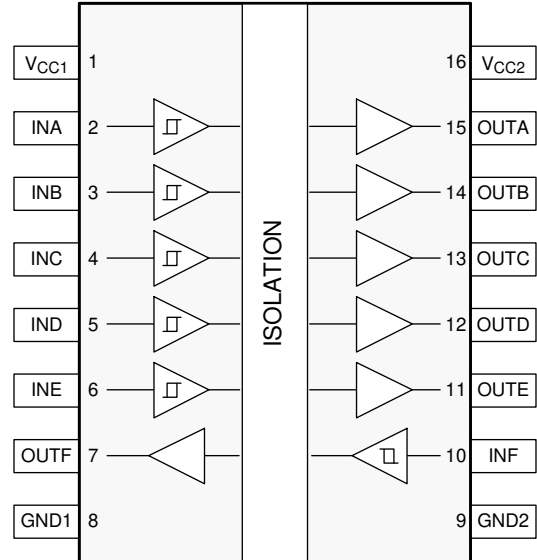 VCC1 1 16 VCC2
INA 2 15 OUTA
INB 3 14 OUTB
INC 4 13 OUTC
IND 5 12 OUTD
INE 6 11 OUTE
OUTF 7 10 INF
GND1 8 9 GND2
ISOLATION